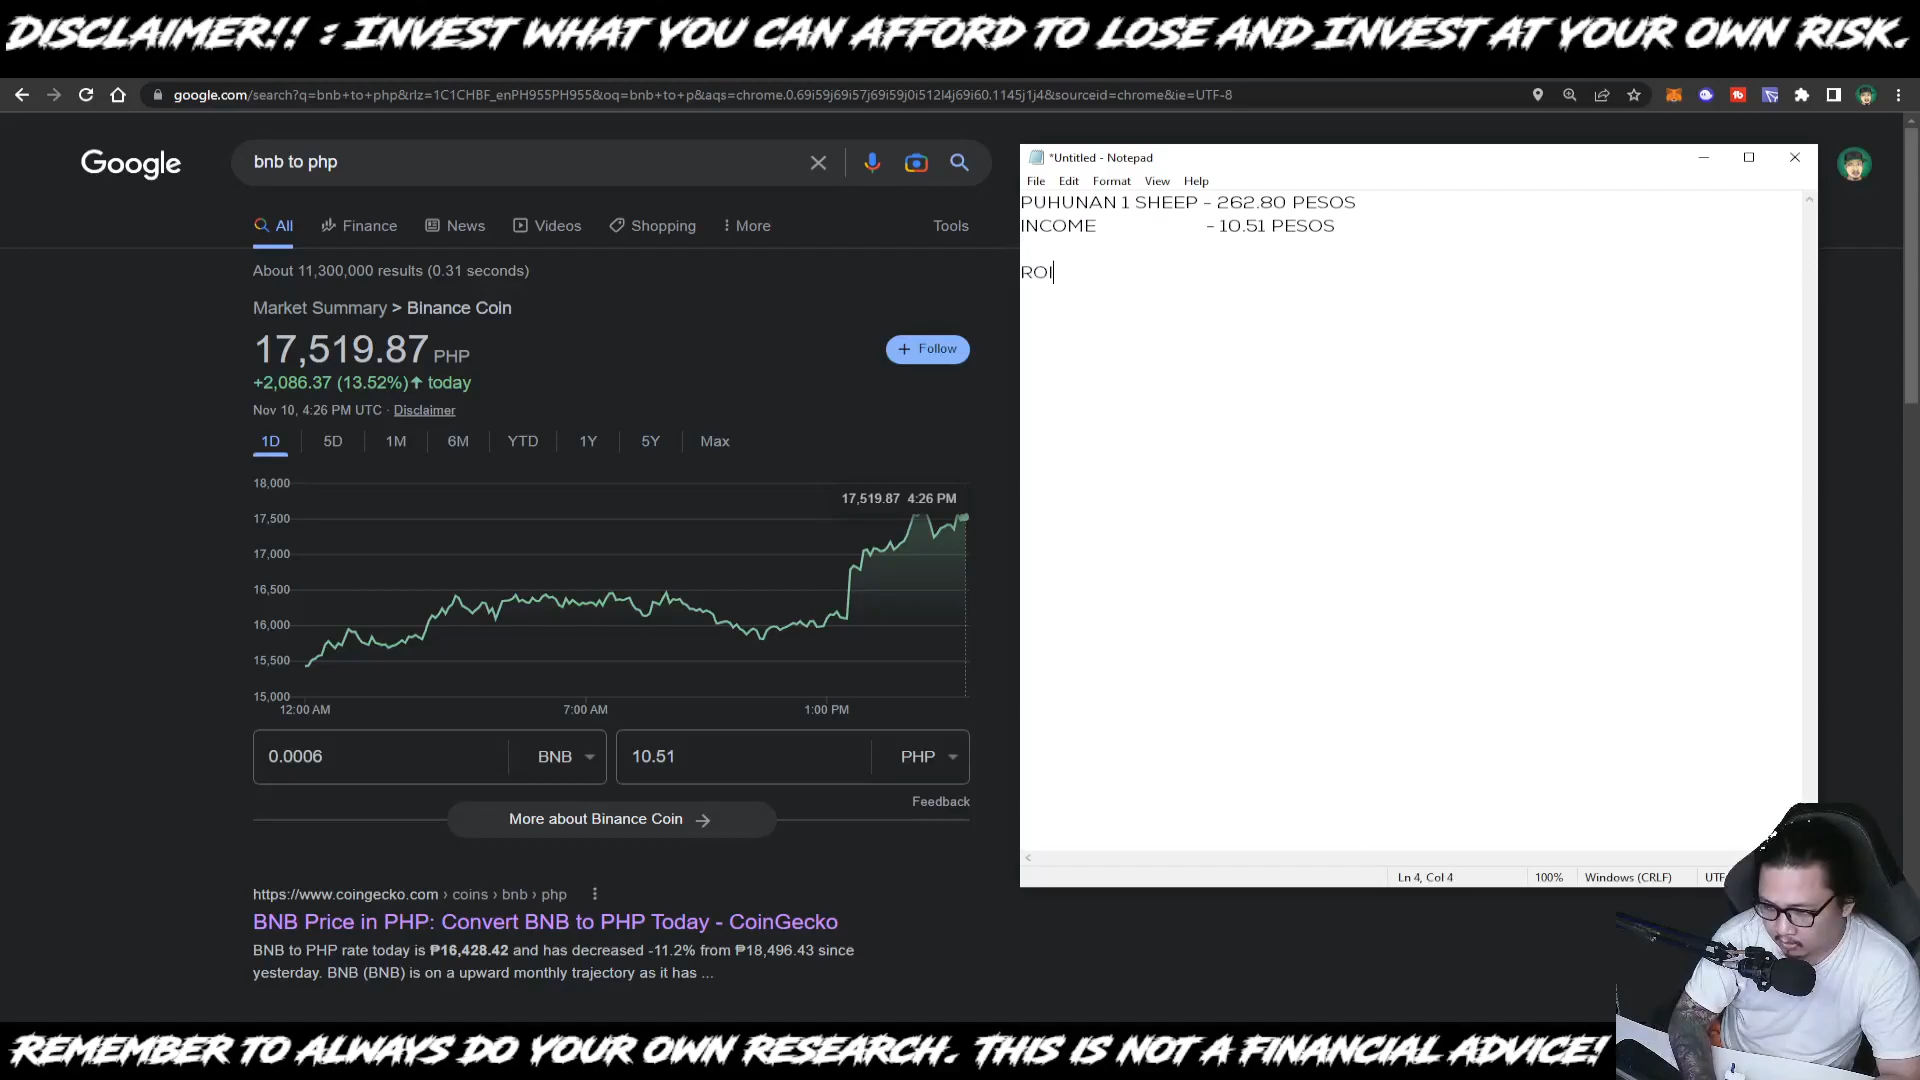 DISCLAIMER!! : INVEST WHAT YOU CAN AFFORD TO LOSE AND INVEST AT YOUR OWN RISK.
google.com/search?q=bnb+to+php&rlz=1C1CHBF_enPH955PH955&oq=bnb+to+p&aqs=chrome.0.69i59j69i57j69i59j0i512l4j69i60.1145j1j4&sourceid=chrome&ie=UTF-8
Google
bnb to php
All
Finance
News
Videos
Shopping
More
Tools
About 11,300,000 results (0.31 seconds)
Market Summary > Binance Coin
17,519.87 PHP
+ Follow
+2,086.37 (13.52%) today
Nov 10, 4:26 PM UTC · Disclaimer
1D
5D
1M
6M
YTD
1Y
5Y
Max
17,519.87 4:26 PM
18,000
17,500
17,000
16,500
16,000
15,500
15,000
12:00 AM
7:00 AM
1:00 PM
0.0006
BNB
10.51
PHP
Feedback
More about Binance Coin
https://www.coingecko.com › coins › bnb › php
BNB Price in PHP: Convert BNB to PHP Today - CoinGecko
BNB to PHP rate today is ₱16,428.42 and has decreased -11.2% from ₱18,496.43 since
yesterday. BNB (BNB) is on a upward monthly trajectory as it has ...
*Untitled - Notepad
File
Edit
Format
View
Help
PUHUNAN 1 SHEEP - 262.80 PESOS
INCOME - 10.51 PESOS
ROI
Ln 4, Col 4
100%
Windows (CRLF)
UTF
REMEMBER TO ALWAYS DO YOUR OWN RESEARCH. THIS IS NOT A FINANCIAL ADVICE!